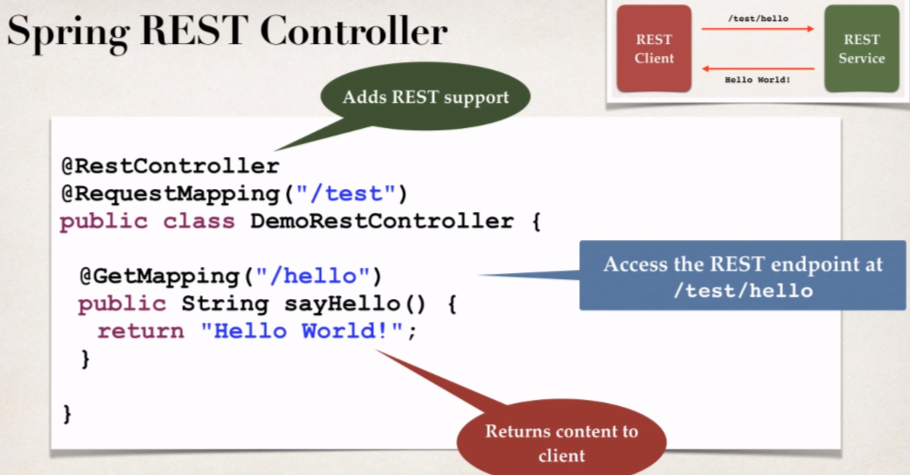 Spring REST Controller
REST
Client
/test/hello
Hello World!
REST
Service
Adds REST support
@RestController
@RequestMapping("/test")
public class DemoRestController {
@GetMapping("/hello")
public String sayHello() {
return "Hello World!";
}
}
Access the REST endpoint at
/test/hello
Returns content to
client